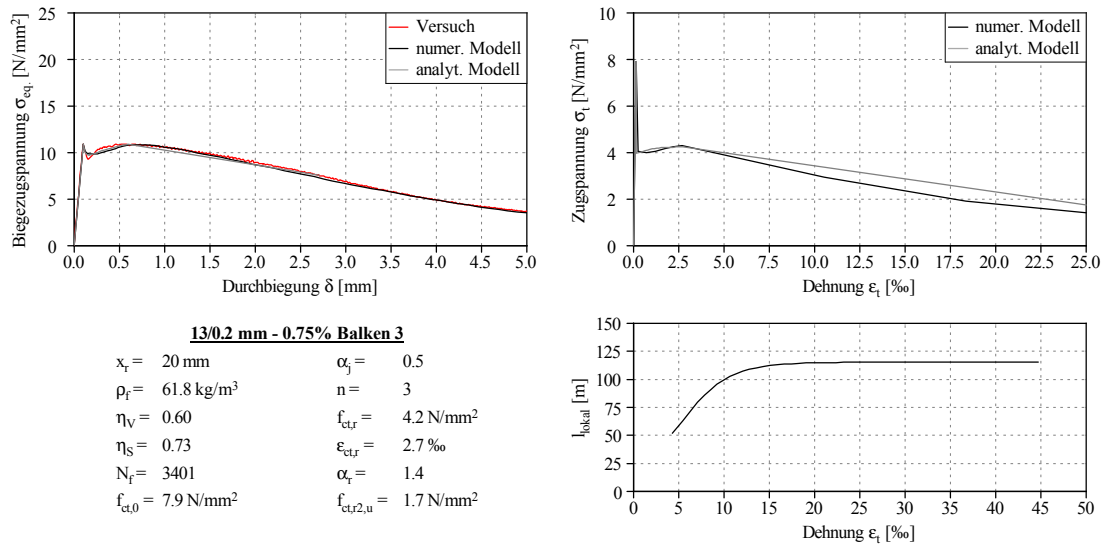 Biegezugspannung σeq. [N/mm²]
25
20
15
10
5
0
0.0 0.5 1.0 1.5 2.0 2.5 3.0 3.5 4.0 4.5 5.0
Durchbiegung δ [mm]
Versuch
numer. Modell
analyt. Modell
Zugspannung σt [N/mm²]
10
8
6
4
2
0
0.0 2.5 5.0 7.5 10.0 12.5 15.0 17.5 20.0 22.5 25.0
Dehnung εt [‰]
numer. Modell
analyt. Modell
13/0.2 mm - 0.75% Balken 3
xr = 20 mm αj = 0.5
ρf = 61.8 kg/m³ n = 3
ηV = 0.60 fct,r = 4.2 N/mm²
ηS = 0.73 εct,r = 2.7 ‰
Nf = 3401 αr = 1.4
fct,0 = 7.9 N/mm² fct,r2,u = 1.7 N/mm²
llokal [m]
150
125
100
75
50
25
0
0 5 10 15 20 25 30 35 40 45 50
Dehnung εt [‰]